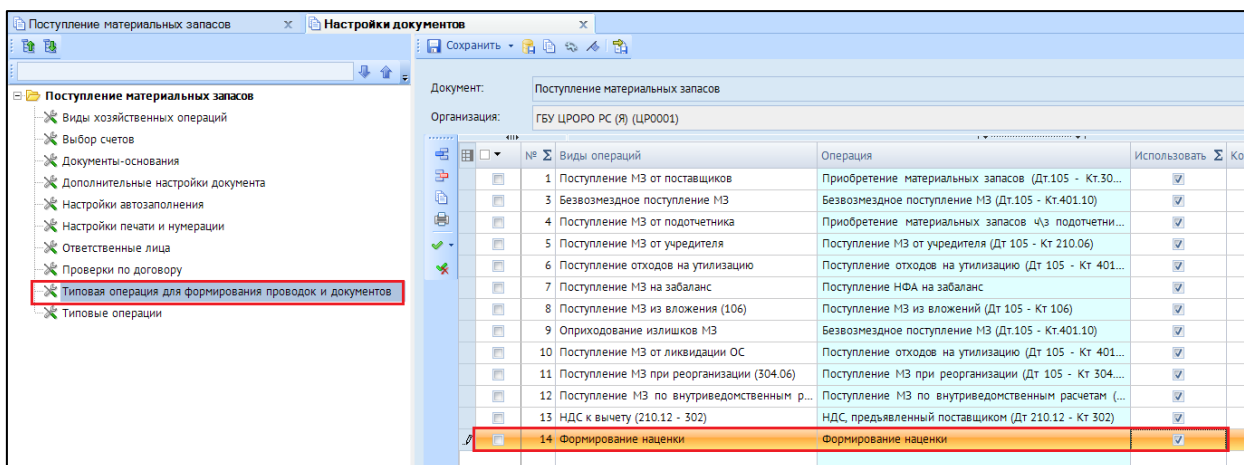 Поступление материальных запасов x Настройки документов x
Сохранить
Поступление материальных запасов
Виды хозяйственных операций
Выбор счетов
Документы-основания
Дополнительные настройки документа
Настройки автозаполнения
Настройки печати и нумерации
Ответственные лица
Проверки по договору
Типовая операция для формирования проводок и документов
Типовые операции
Документ: Поступление материальных запасов
Организация: ГБУ ЦРОРО РС (Я) (ЦР0001)
№ Σ Виды операций Операция Использовать Σ Ко
1 Поступление МЗ от поставщиков Приобретение материальных запасов (Дт.105 - Кт.30...
3 Безвозмездное поступление МЗ Безвозмездное поступление МЗ (Дт.105 - Кт.401.10)
4 Поступление МЗ от подотчетника Приобретение материальных запасов ч\з подотчетни...
5 Поступление МЗ от учредителя Поступление МЗ от учредителя (Дт 105 - Кт 210.06)
6 Поступление отходов на утилизацию Поступление отходов на утилизацию (Дт 105 - Кт 401...
7 Поступление МЗ на забаланс Поступление НФА на забаланс
8 Поступление МЗ из вложения (106) Поступление МЗ из вложений (Дт 105 - Кт 106)
9 Оприходование излишков МЗ Безвозмездное поступление МЗ (Дт.105 - Кт.401.10)
10 Поступление МЗ от ликвидации ОС Поступление отходов на утилизацию (Дт 105 - Кт 401...
11 Поступление МЗ при реорганизации (304.06) Поступление МЗ при реорганизации (Дт 105 - Кт 304....
12 Поступление МЗ по внутриведомственным р... Поступление МЗ по внутриведомственным расчетам (...
13 НДС к вычету (210.12 - 302) НДС, предъявленный поставщиком (Дт 210.12 - Кт 302)
14 Формирование наценки Формирование наценки